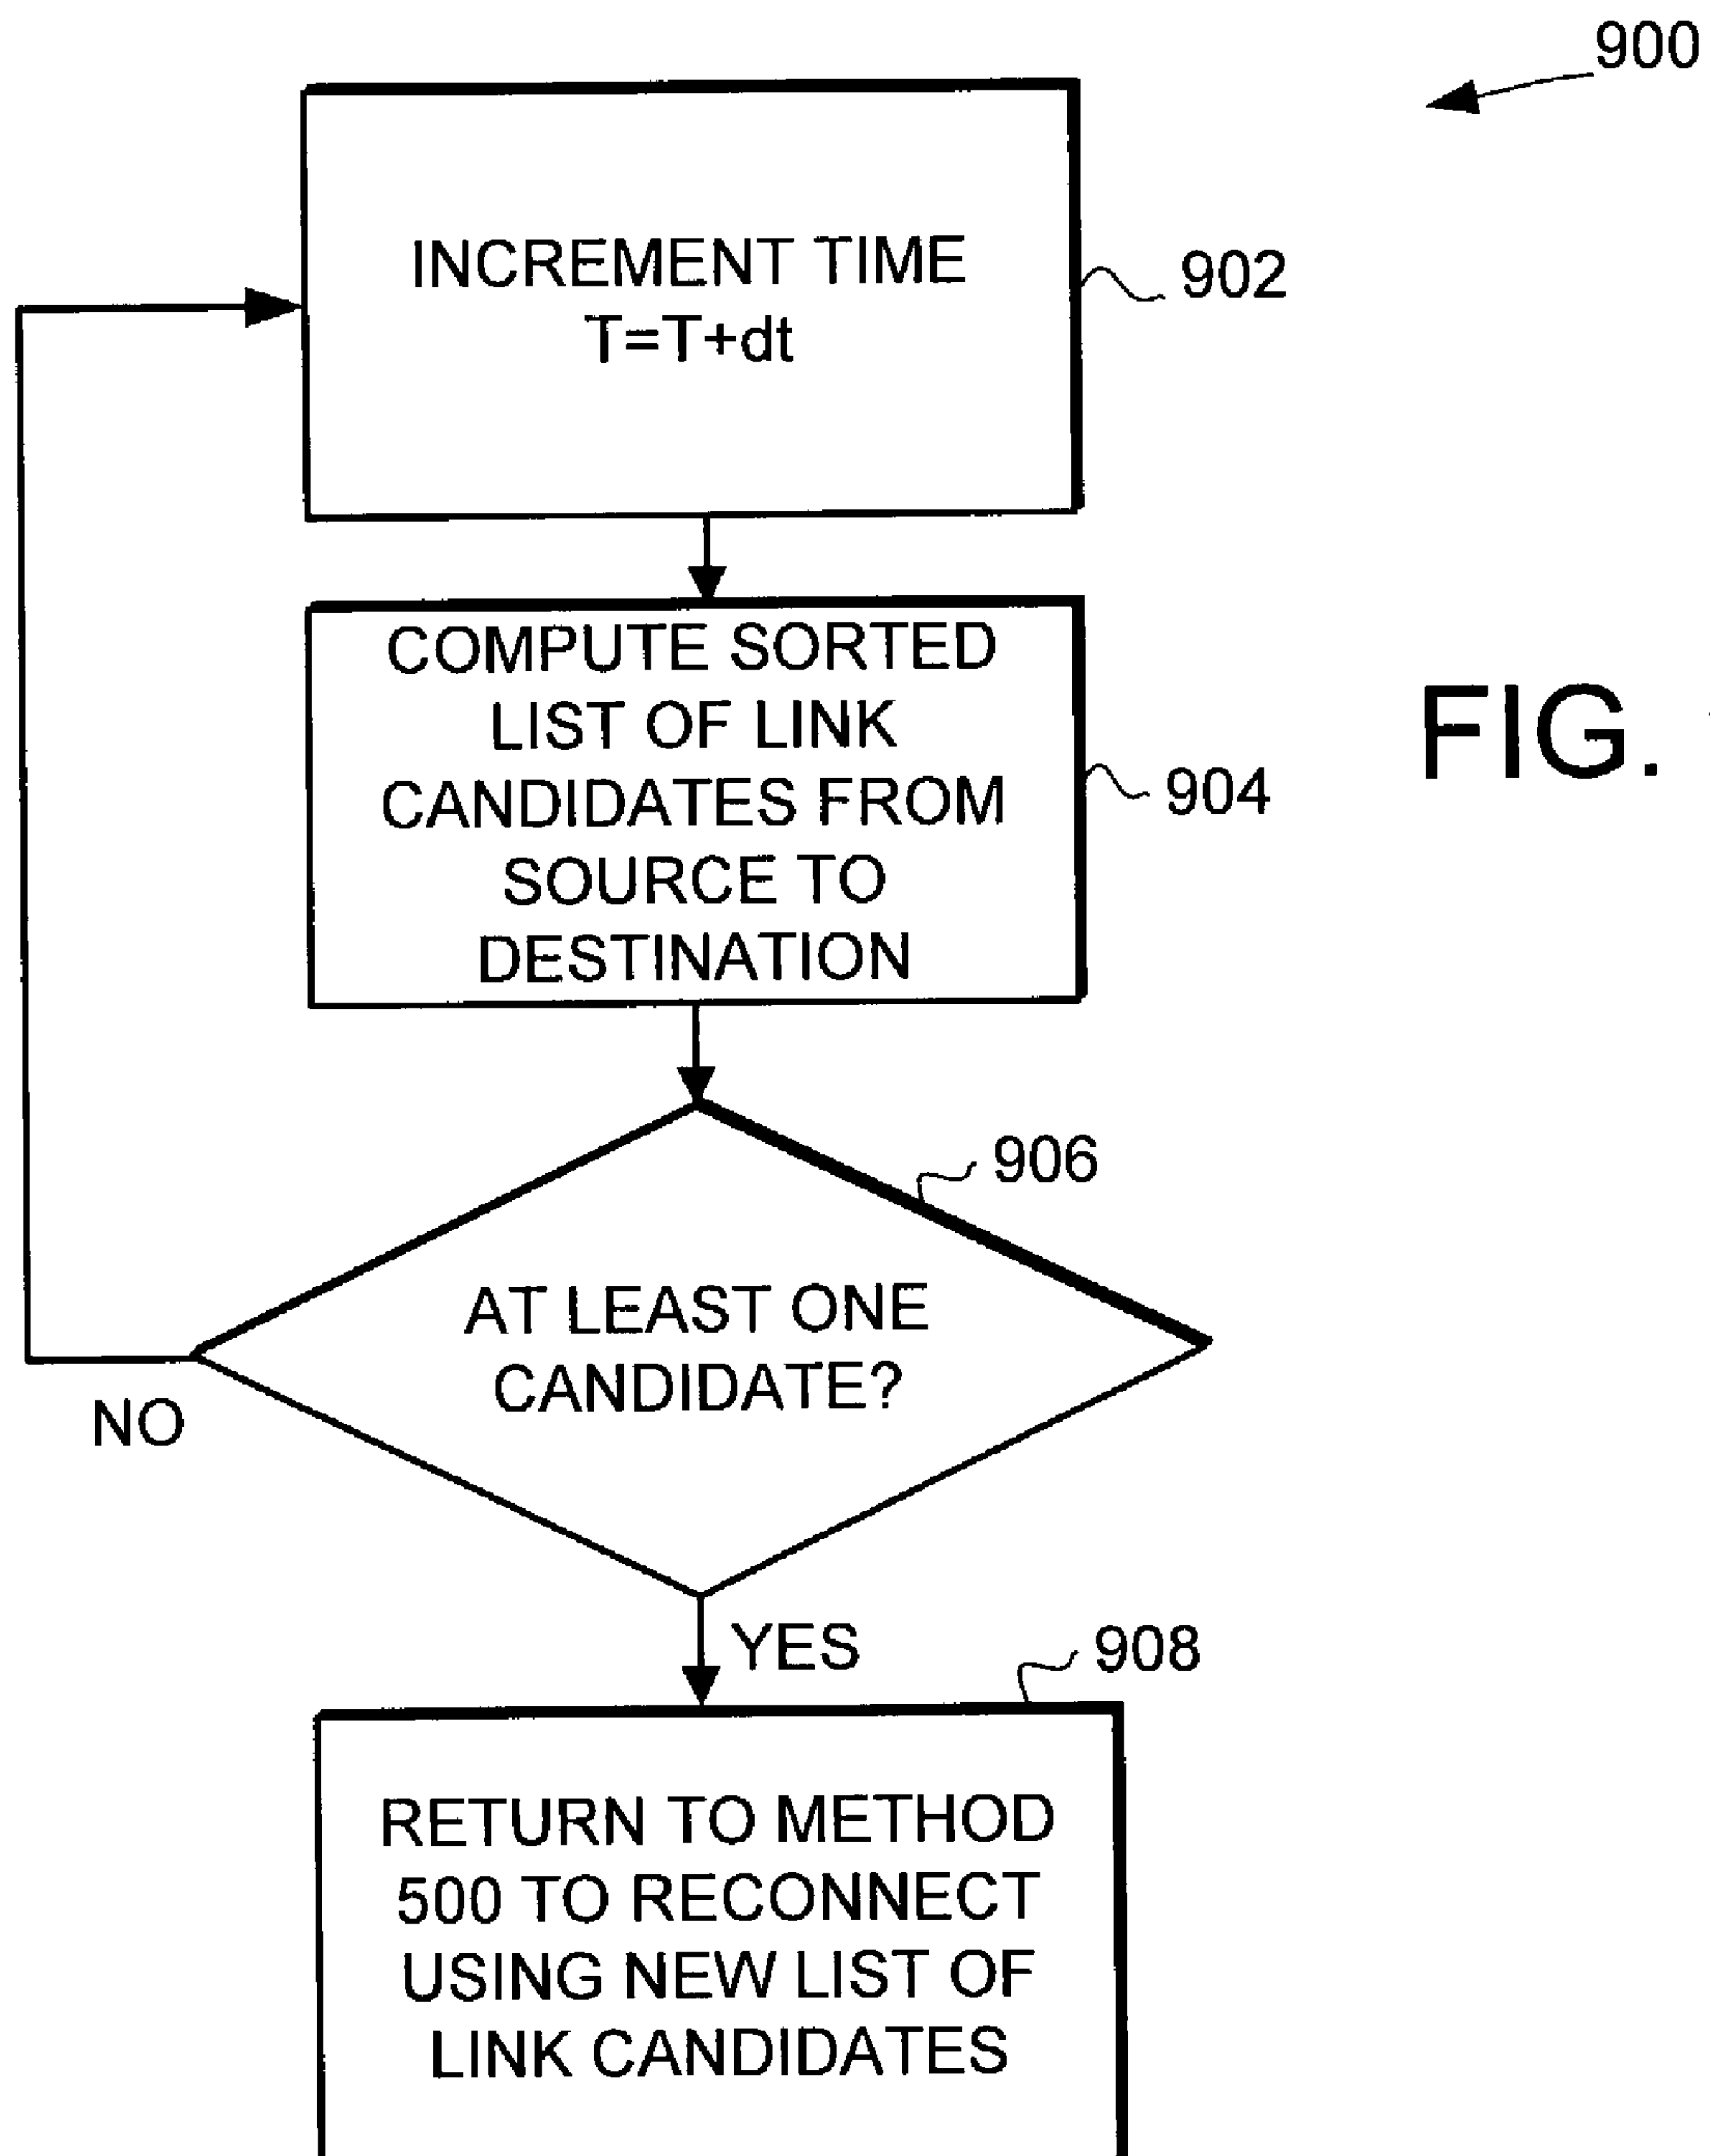 900
INCREMENT TIME
T=T+dt
902
COMPUTE SORTED
LIST OF LINK
CANDIDATES FROM
SOURCE TO
DESTINATION
904
FIG.
906
AT LEAST ONE
CANDIDATE?
NO
YES
908
RETURN TO METHOD
500 TO RECONNECT
USING NEW LIST OF
LINK CANDIDATES